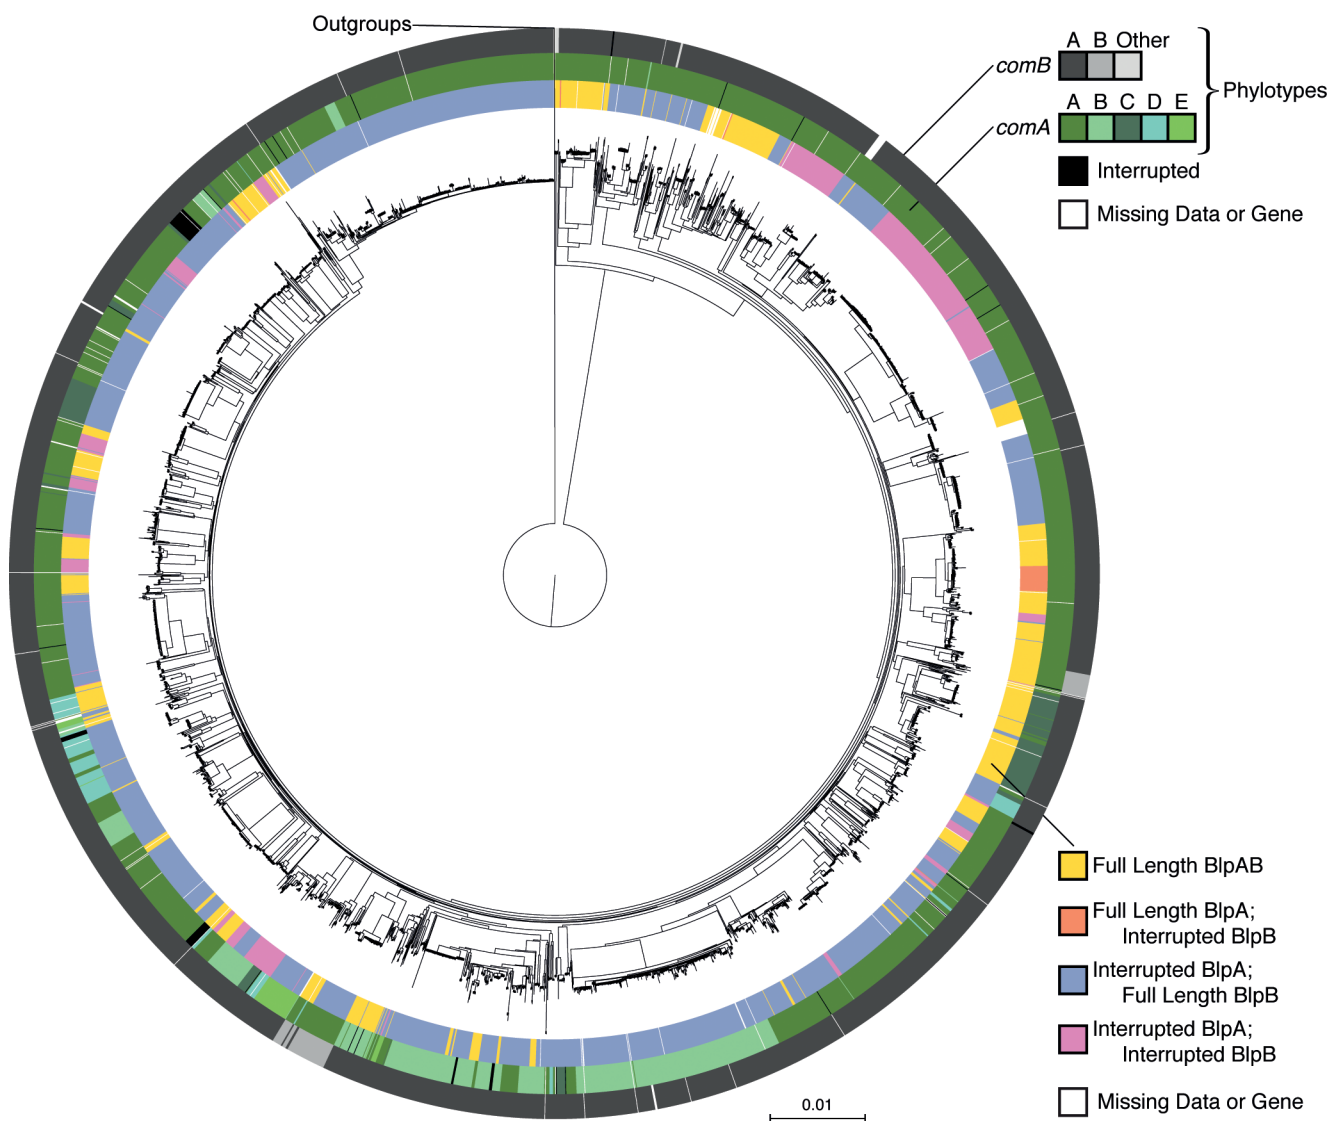 Outgroups
A B Other
comB
Phylotypes
A B C D E
comA
Interrupted
Missing Data or Gene
Full Length BlpAB
Full Length BlpA;
Interrupted BlpB
Interrupted BlpA;
Full Length BlpB
Interrupted BlpA;
Interrupted BlpB
Missing Data or Gene
0.01